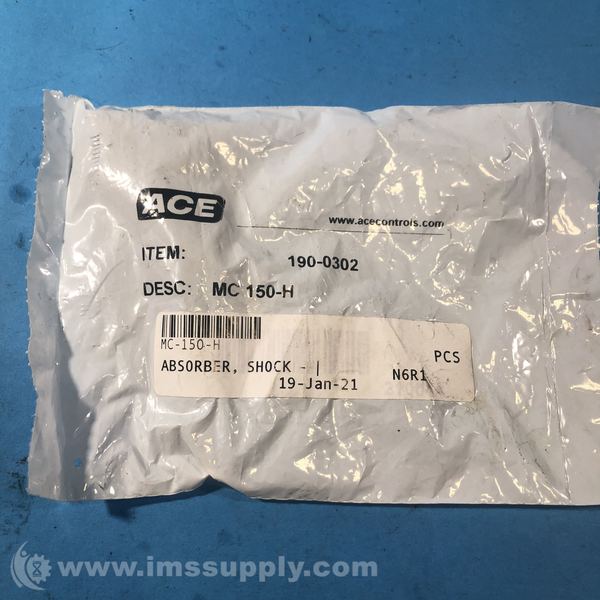 ACE
www.acecontrols.com
ITEM: 190-0302
DESC: MC 150-H
MC-150-H
PCS
ABSORBER, SHOCK - |
19-Jan-21 N6R1
www.imssupply.com